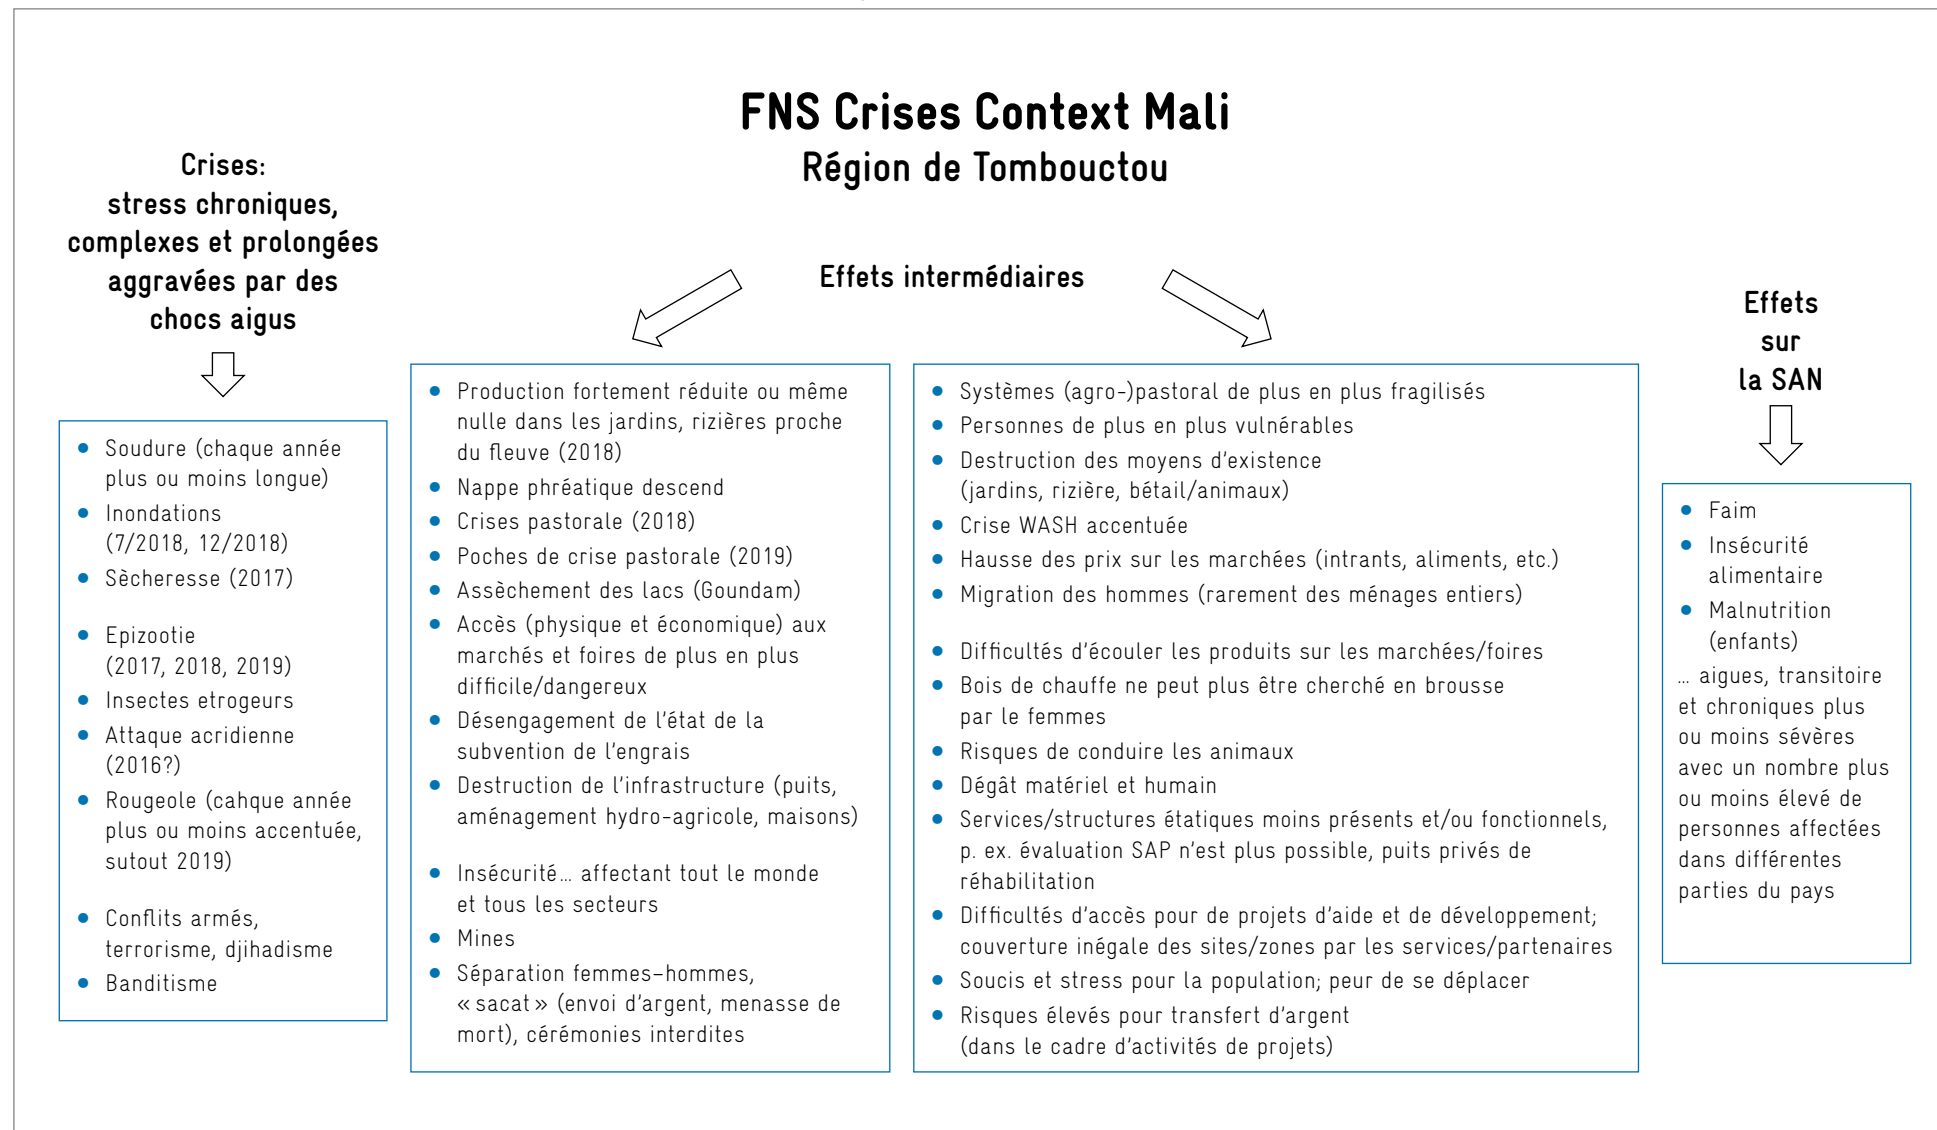 FNS Crises Context Mali
Région de Tombouctou
Crises:
stress chroniques,
complexes et prolongées
aggravées par des
chocs aigus
• Soudure (chaque année
plus ou moins longue)
• Inondations
(7/2018, 12/2018)
• Sècheresse (2017)
• Epizootie
(2017, 2018, 2019)
• Insectes etrogeurs
• Attaque acridienne
(2016?)
• Rougeole (cahque année
plus ou moins accentuée,
sutout 2019)
• Conflits armés,
terrorisme, djihadisme
• Banditisme
Effets intermédiaires
• Production fortement réduite ou même
nulle dans les jardins, rizières proche
du fleuve (2018)
• Nappe phréatique descend
• Crises pastorale (2018)
• Poches de crise pastorale (2019)
• Assèchement des lacs (Goundam)
• Accès (physique et économique) aux
marchés et foires de plus en plus
difficile/dangereux
• Désengagement de l'état de la
subvention de l'engrais
• Destruction de l'infrastructure (puits,
aménagement hydro-agricole, maisons)
• Insécurité… affectant tout le monde
et tous les secteurs
• Mines
• Séparation femmes–hommes,
« sacat » (envoi d'argent, menasse de
mort), cérémonies interdites
• Systèmes (agro-)pastoral de plus en plus fragilisés
• Personnes de plus en plus vulnérables
• Destruction des moyens d'existence
(jardins, rizière, bétail/animaux)
• Crise WASH accentuée
• Hausse des prix sur les marchées (intrants, aliments, etc.)
• Migration des hommes (rarement des ménages entiers)
• Difficultés d'écouler les produits sur les marchées/foires
• Bois de chauffe ne peut plus être cherché en brousse
par le femmes
• Risques de conduire les animaux
• Dégât matériel et humain
• Services/structures étatiques moins présents et/ou fonctionnels,
p. ex. évaluation SAP n'est plus possible, puits privés de
réhabilitation
• Difficultés d'accès pour de projets d'aide et de développement;
couverture inégale des sites/zones par les services/partenaires
• Soucis et stress pour la population; peur de se déplacer
• Risques élevés pour transfert d'argent
(dans le cadre d'activités de projets)
Effets
sur
la SAN
• Faim
• Insécurité
alimentaire
• Malnutrition
(enfants)
… aigues, transitoire
et chroniques plus
ou moins sévères
avec un nombre plus
ou moins élevé de
personnes affectées
dans différentes
parties du pays